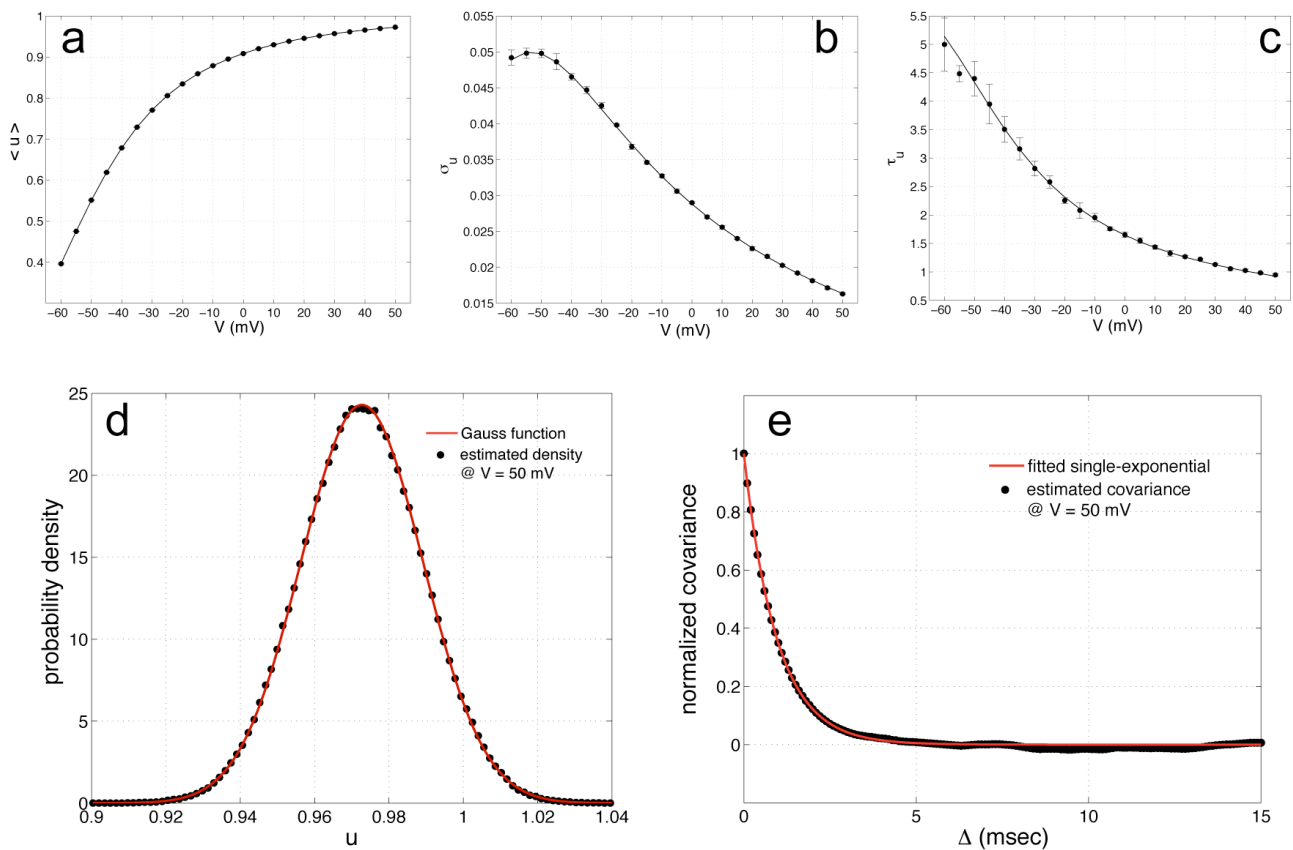 a
1
0.9
0.8
0.7
0.6
0.5
0.4
< u >
−60 −50 −40 −30 −20 −10 0 10 20 30 40 50
V (mV)
b
0.055
0.05
0.045
0.04
0.035
0.03
0.025
0.02
0.015
σ_u
−60 −50 −40 −30 −20 −10 0 10 20 30 40 50
V (mV)
c
5.5
5
4.5
4
3.5
3
2.5
2
1.5
1
0.5
τ_u
−60 −50 −40 −30 −20 −10 0 10 20 30 40 50
V (mV)
d
25
20
15
10
5
0
probability density
Gauss function
estimated density
@ V = 50 mV
0.9 0.92 0.94 0.96 0.98 1 1.02 1.04
u
e
1
0.8
0.6
0.4
0.2
0
normalized covariance
fitted single-exponential
estimated covariance
@ V = 50 mV
0 5 10 15
Δ (msec)